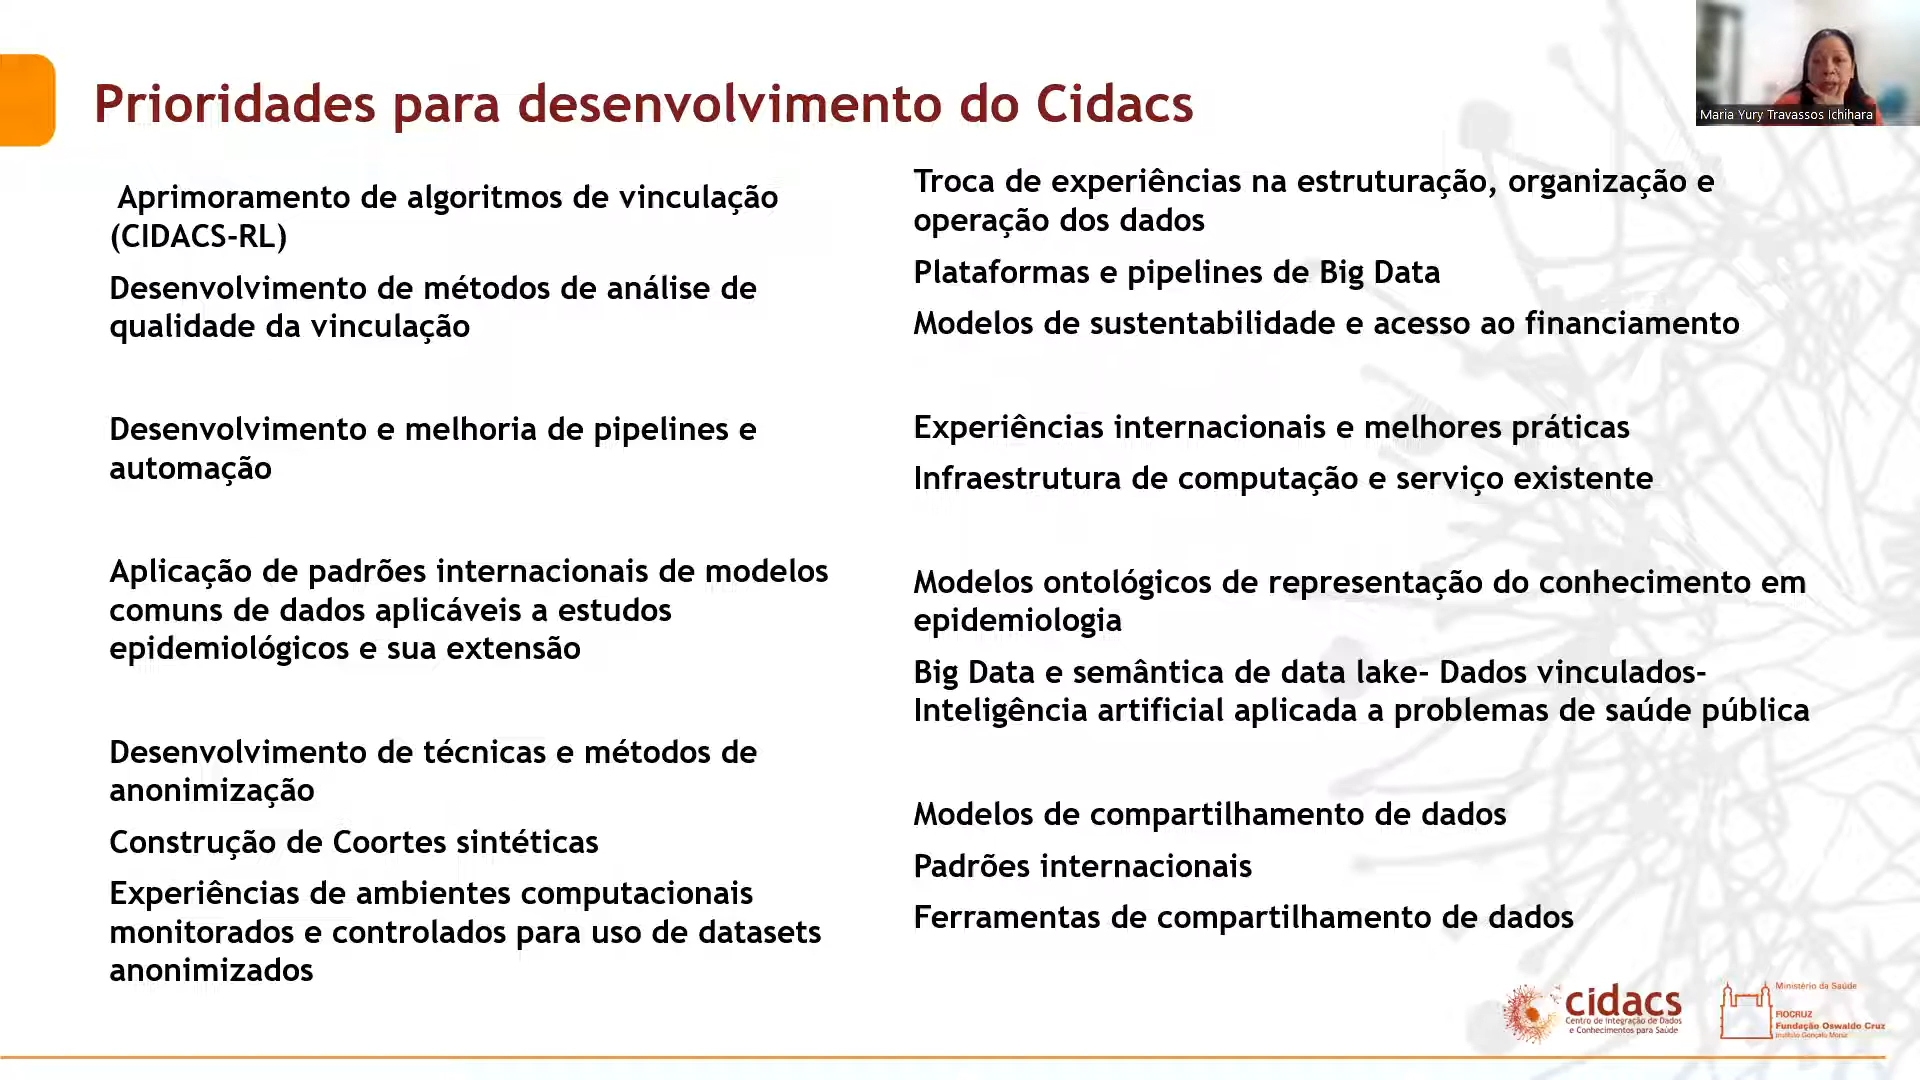 Prioridades para desenvolvimento do Cidacs
Maria Yury Travassos Ichihara
Aprimoramento de algoritmos de vinculação
(CIDACS-RL)
Desenvolvimento de métodos de análise de
qualidade da vinculação
Desenvolvimento e melhoria de pipelines e
automação
Aplicação de padrões internacionais de modelos
comuns de dados aplicáveis a estudos
epidemiológicos e sua extensão
Desenvolvimento de técnicas e métodos de
anonimização
Construção de Coortes sintéticas
Experiências de ambientes computacionais
monitorados e controlados para uso de datasets
anonimizados
Troca de experiências na estruturação, organização e
operação dos dados
Plataformas e pipelines de Big Data
Modelos de sustentabilidade e acesso ao financiamento
Experiências internacionais e melhores práticas
Infraestrutura de computação e serviço existente
Modelos ontológicos de representação do conhecimento em
epidemiologia
Big Data e semântica de data lake- Dados vinculados-
Inteligência artificial aplicada a problemas de saúde pública
Modelos de compartilhamento de dados
Padrões internacionais
Ferramentas de compartilhamento de dados
cidacs
Centro de Integração de Dados
e Conhecimentos para Saúde
Ministério da Saúde
FIOCRUZ
Fundação Oswaldo Cruz
Instituto Gonçalo Moniz